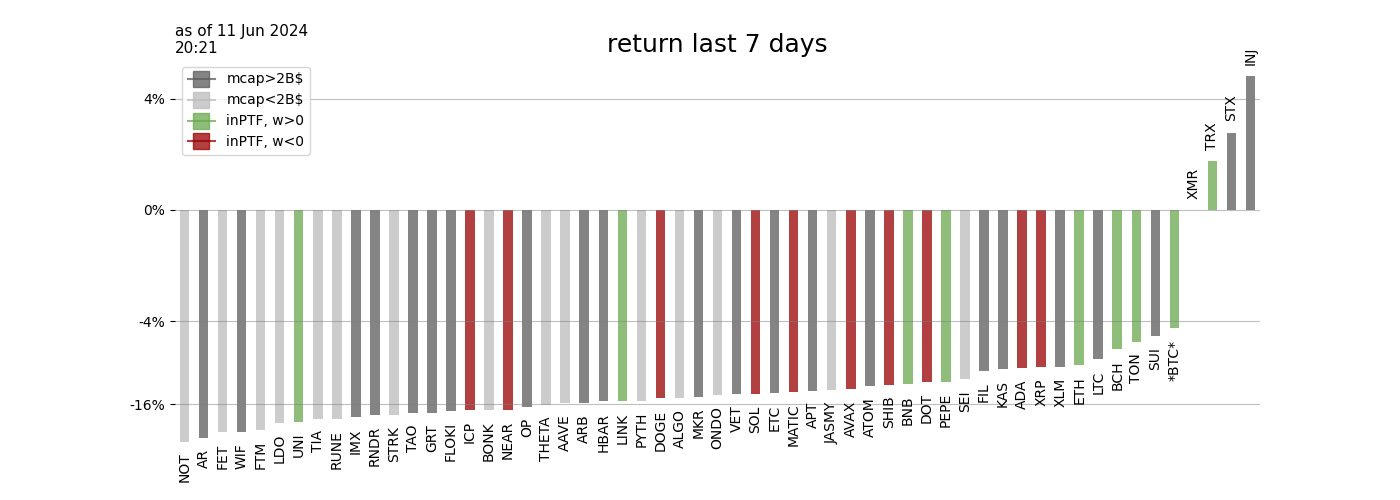 as of 11 Jun 2024
20:21
return last 7 days
mcap>2B$
mcap<2B$
inPTF, w>0
inPTF, w<0
4%
0%
-4%
-16%
NOT
AR
FET
WIF
FTM
LDO
UNI
TIA
RUNE
IMX
RNDR
STRK
TAO
GRT
FLOKI
ICP
BONK
NEAR
OP
THETA
AAVE
ARB
HBAR
LINK
PYTH
DOGE
ALGO
MKR
ONDO
VET
SOL
ETC
MATIC
APT
JASMY
AVAX
ATOM
SHIB
BNB
DOT
PEPE
SEI
FIL
KAS
ADA
XRP
XLM
ETH
LTC
BCH
TON
SUI
*BTC*
XMR
TRX
STX
INJ